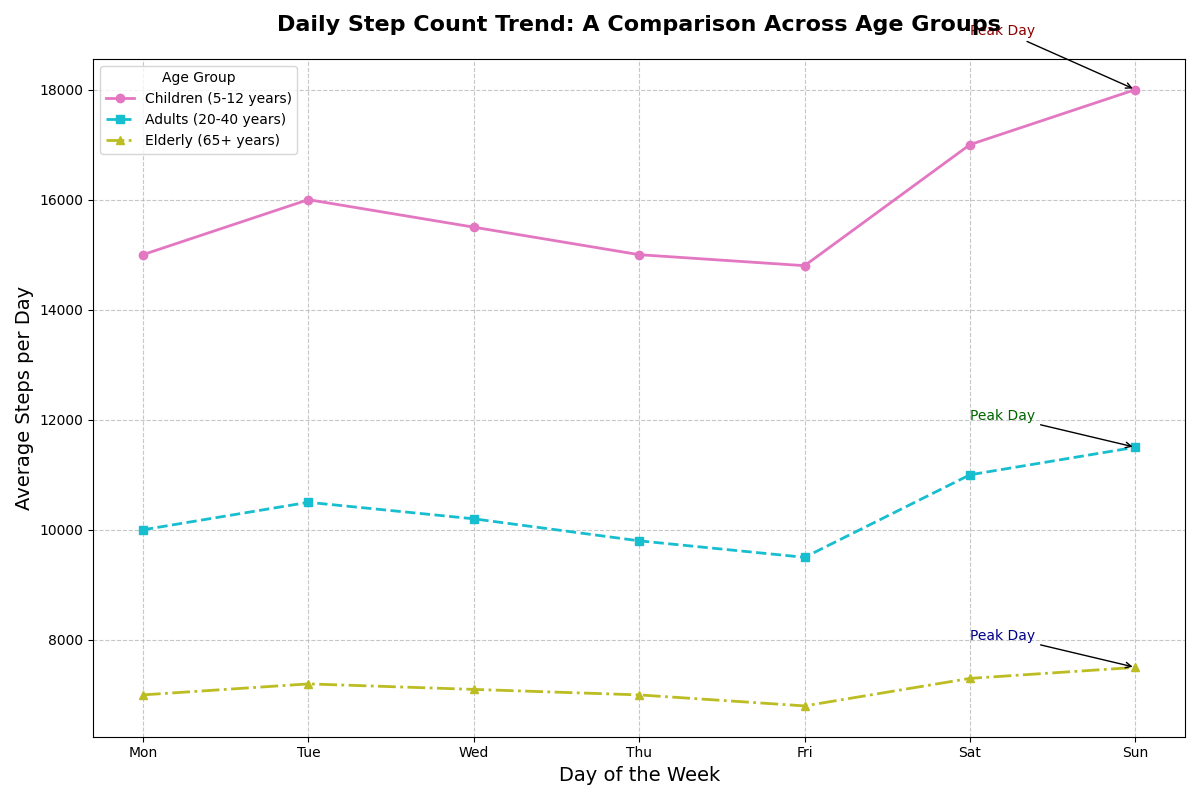 Daily Step Count Trend: A Comparison Across Age Groups
Peak Day
Age Group
Children (5-12 years)
Adults (20-40 years)
Elderly (65+ years)
18000
16000
14000
12000
10000
8000
Average Steps per Day
Peak Day
Peak Day
Mon
Tue
Wed
Thu
Fri
Sat
Sun
Day of the Week